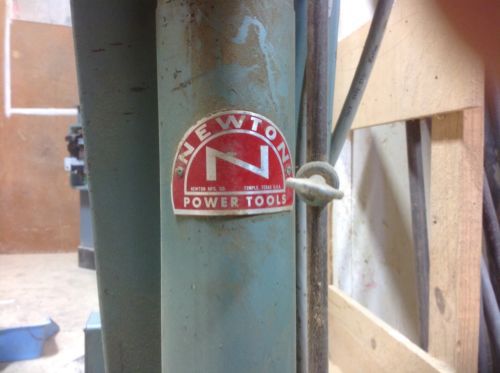 NEWTON
N
NEWTON MFG. CO. TEMPLE, TEXAS U.S.A.
POWER TOOLS